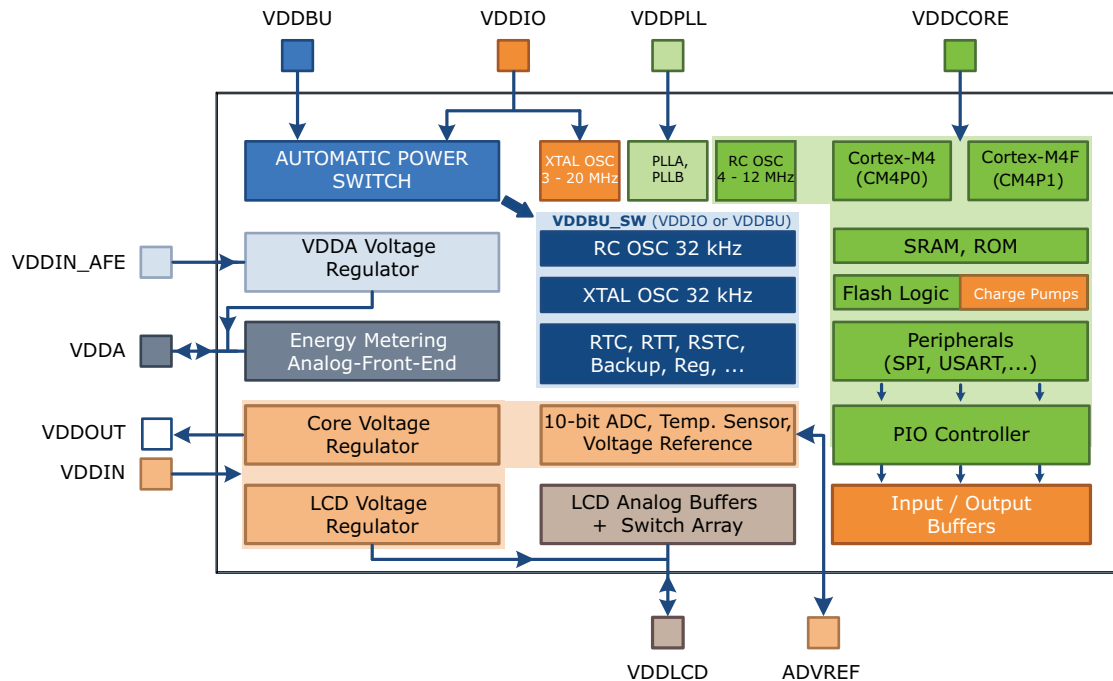 VDDBU
VDDIO
VDDPLL
VDDCORE
AUTOMATIC POWER
SWITCH
XTAL OSC
3 - 20 MHz
PLLA,
PLLB
RC OSC
4 - 12 MHz
Cortex-M4
(CM4P0)
Cortex-M4F
(CM4P1)
VDDBU_SW (VDDIO or VDDBU)
VDDIN_AFE
VDDA Voltage
Regulator
RC OSC 32 kHz
SRAM, ROM
XTAL OSC 32 kHz
Flash Logic
Charge Pumps
VDDA
Energy Metering
Analog-Front-End
RTC, RTT, RSTC,
Backup, Reg, ...
Peripherals
(SPI, USART,...)
VDDOUT
VDDIN
Core Voltage
Regulator
10-bit ADC, Temp. Sensor,
Voltage Reference
PIO Controller
LCD Voltage
Regulator
LCD Analog Buffers
+ Switch Array
Input / Output
Buffers
VDDLCD
ADVREF